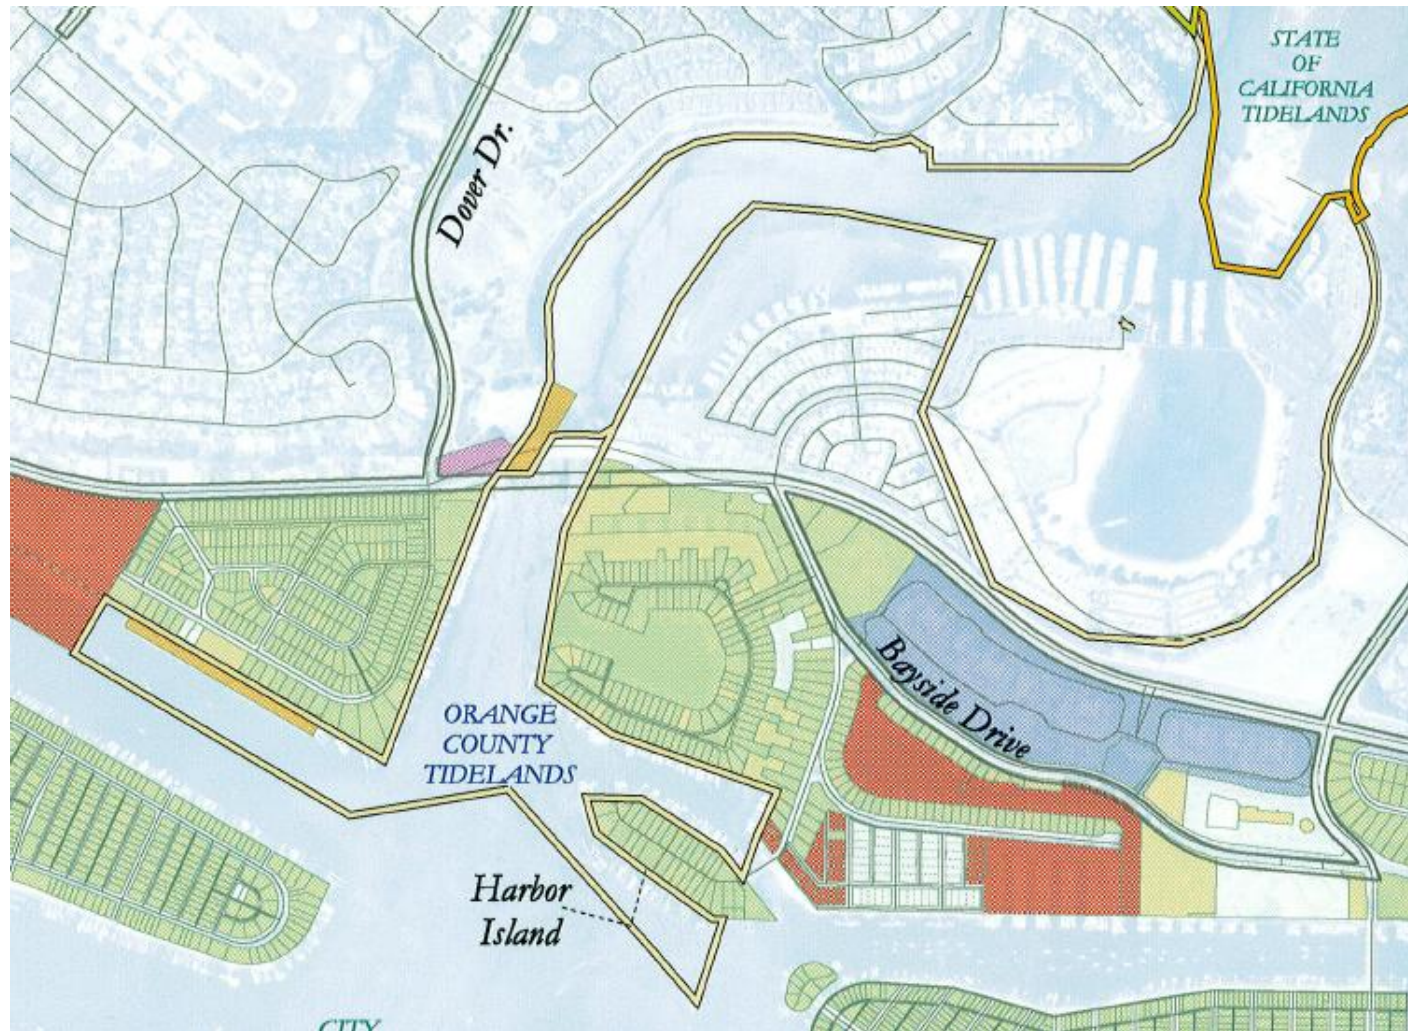 STATE
OF
CALIFORNIA
TIDELANDS
Dover Dr.
Bayside Drive
ORANGE
COUNTY
TIDELANDS
Harbor
Island
CITY